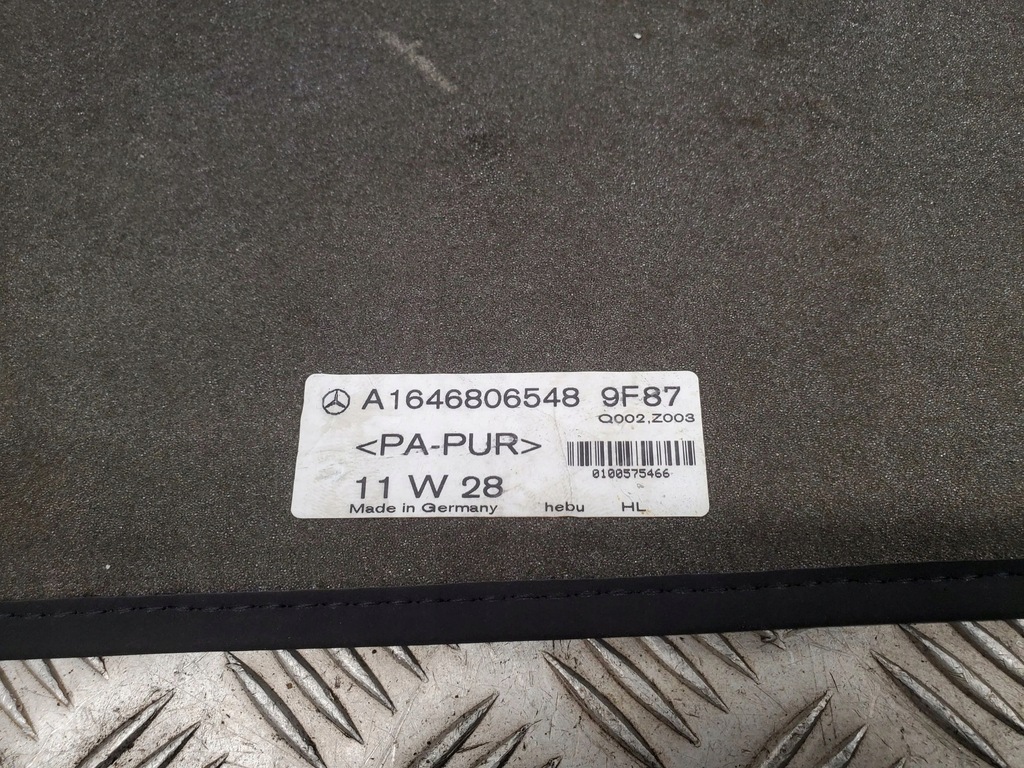 A1646806548 9F87
Q002,Z003
<PA-PUR>
0100575466
11 W 28
Made in Germany hebu HL